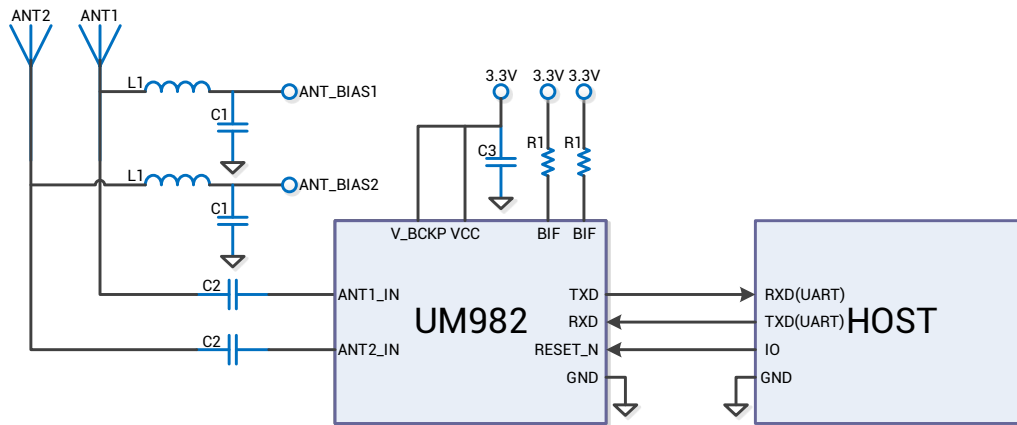 ANT2 ANT1
L1
ANT_BIAS1
C1
3.3V 3.3V 3.3V
C3
R1 R1
L1
ANT_BIAS2
C1
V_BCKP VCC
BIF BIF
C2
ANT1_IN
TXD
RXD(UART)
UM982
RXD
TXD(UART)
HOST
C2
ANT2_IN
RESET_N
IO
GND
GND